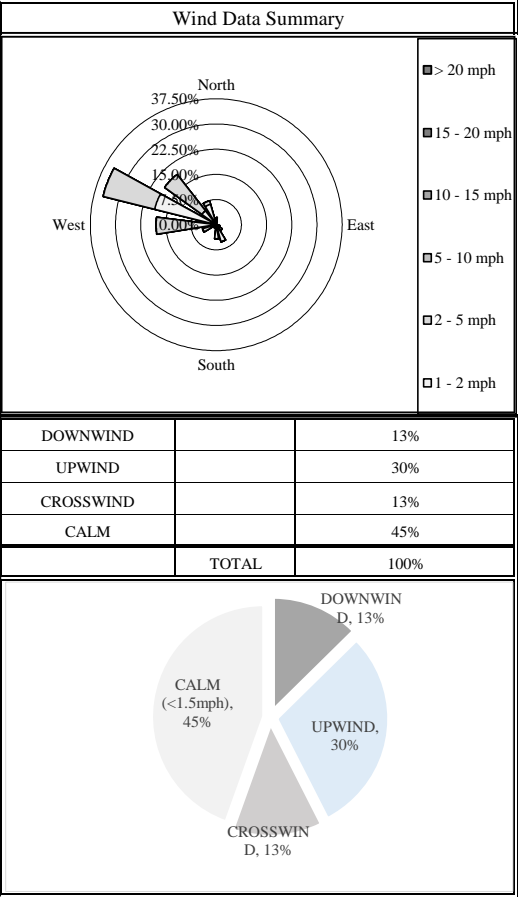 Wind Data Summary
North
37.50%
30.00%
22.50%
15.00%
7.50%
0.00%
West
East
South
> 20 mph
15 - 20 mph
10 - 15 mph
5 - 10 mph
2 - 5 mph
1 - 2 mph
DOWNWIND 13%
UPWIND 30%
CROSSWIND 13%
CALM 45%
TOTAL 100%
DOWNWIN
D, 13%
CALM
(<1.5mph),
45%
UPWIND,
30%
CROSSWIN
D, 13%